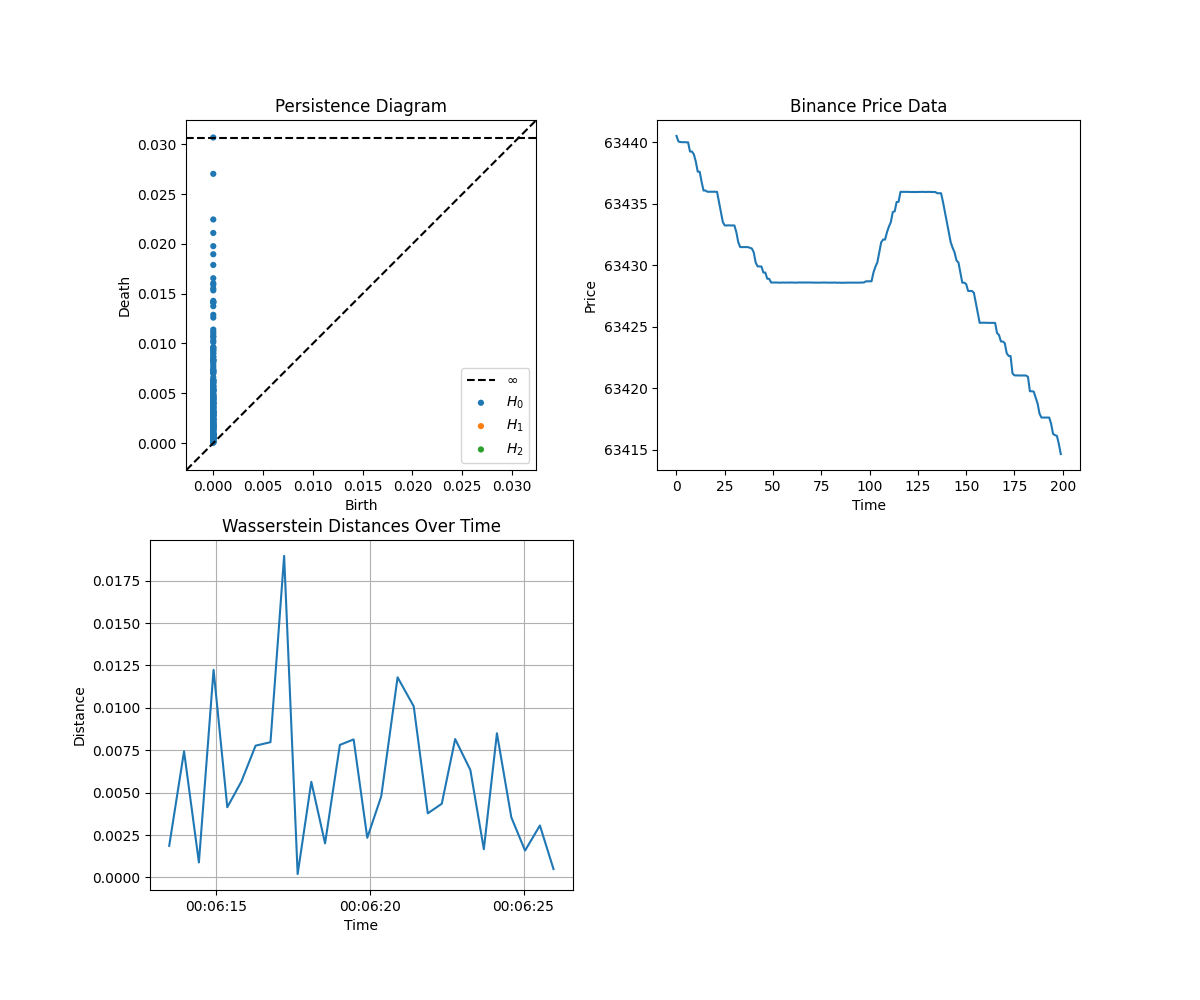 Persistence Diagram
0.030
0.025
0.020
0.015
0.010
0.005
0.000
Death
∞
H₀
H₁
H₂
0.000 0.005 0.010 0.015 0.020 0.025 0.030
Birth
Binance Price Data
63440
63435
63430
63425
63420
63415
Price
0 25 50 75 100 125 150 175 200
Time
Wasserstein Distances Over Time
0.0175
0.0150
0.0125
0.0100
0.0075
0.0050
0.0025
0.0000
Distance
00:06:15 00:06:20 00:06:25
Time